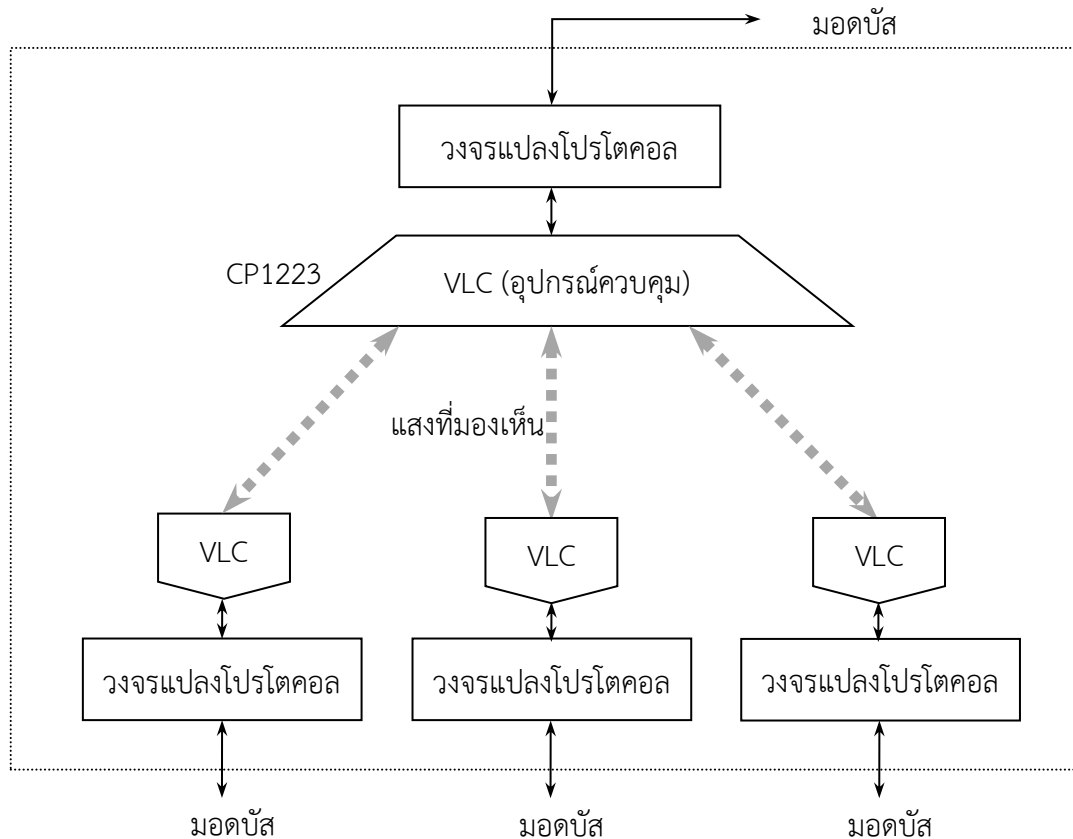 มอดบัส
วงจรแปลงโปรโตคอล
CP1223
VLC (อุปกรณ์ควบคุม)
แสงที่มองเห็น
VLC
VLC
VLC
วงจรแปลงโปรโตคอล
วงจรแปลงโปรโตคอล
วงจรแปลงโปรโตคอล
มอดบัส
มอดบัส
มอดบัส